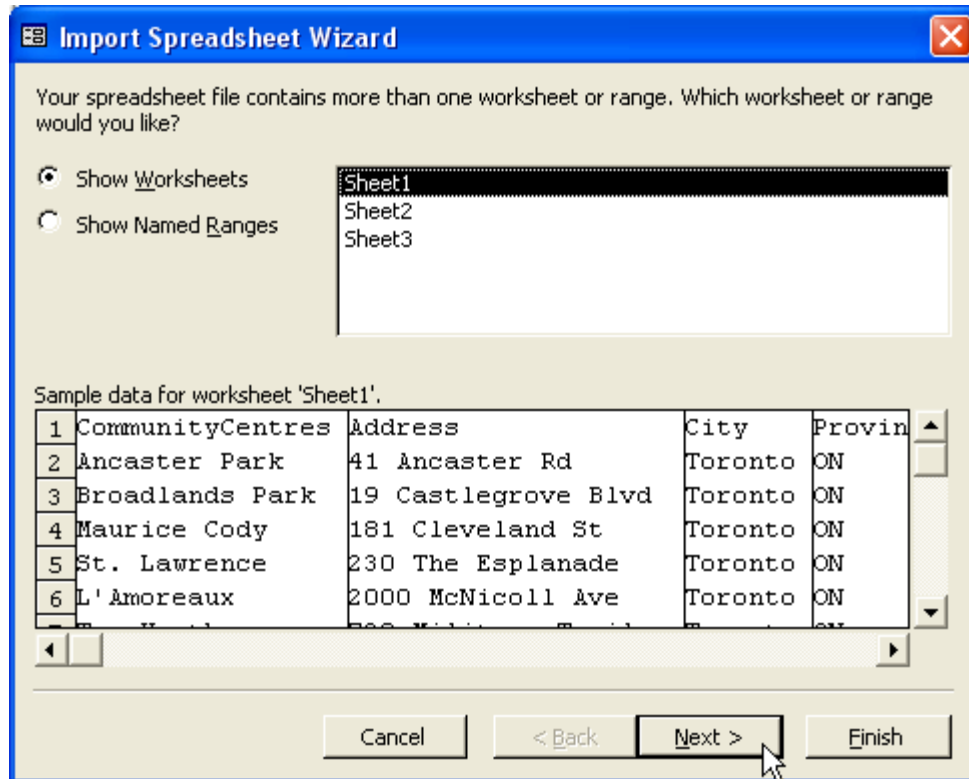 Import Spreadsheet Wizard
Your spreadsheet file contains more than one worksheet or range. Which worksheet or range
would you like?
Show Worksheets
Show Named Ranges
Sheet1
Sheet2
Sheet3
Sample data for worksheet 'Sheet1'.
1 CommunityCentres Address City Provin
2 Ancaster Park 41 Ancaster Rd Toronto ON
3 Broadlands Park 19 Castlegrove Blvd Toronto ON
4 Maurice Cody 181 Cleveland St Toronto ON
5 St. Lawrence 230 The Esplanade Toronto ON
6 L'Amoreaux 2000 McNicoll Ave Toronto ON
Cancel < Back Next > Finish